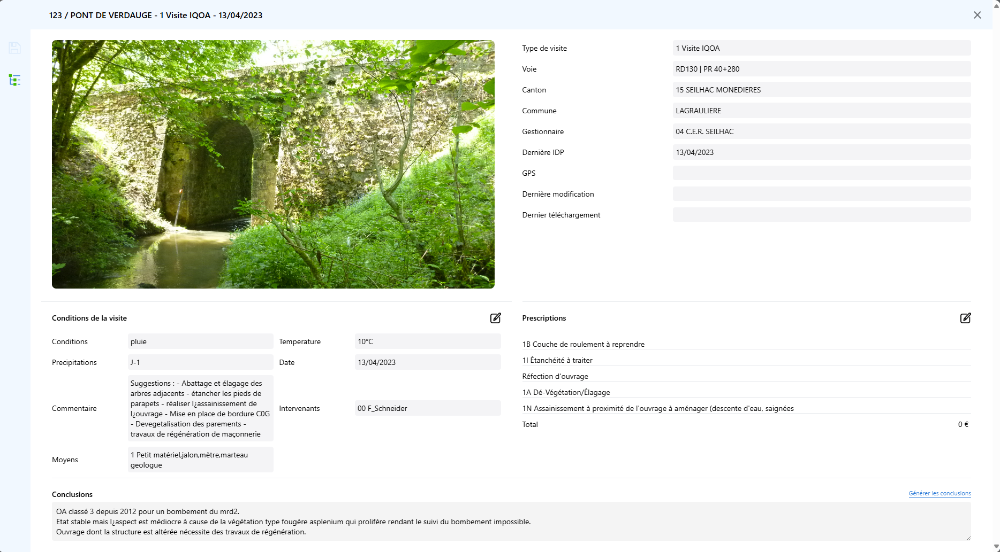 123 / PONT DE VERDAUGE - 1 Visite IQOA - 13/04/2023
Type de visite 1 Visite IQOA
Voie RD130 | PR 40+280
Canton 15 SEILHAC MONEDIERES
Commune LAGRAULIERE
Gestionnaire 04 C.E.R. SEILHAC
Dernière IDP 13/04/2023
GPS
Dernière modification
Dernier téléchargement
Conditions de la visite
Conditions pluie Temperature 10°C
Precipitations J-1 Date 13/04/2023
Commentaire
Suggestions : - Abattage et élagage des
arbres adjacents - étancher les pieds de
parapets - réaliser l¿assainissement de
l¿ouvrage - Mise en place de bordure C0G
- Devegetalisation des parements -
travaux de régénération de maçonnerie
Intervenants 00 F_Schneider
Moyens
1 Petit matériel,jalon,mètre,marteau
geologue
Prescriptions
1B Couche de roulement à reprendre
1I Étanchéité à traiter
Réfection d'ouvrage
1A Dé-Végétation/Élagage
1N Assainissement à proximité de l'ouvrage à aménager (descente d'eau, saignées
Total 0 €
Conclusions
Générer les conclusions
OA classé 3 depuis 2012 pour un bombement du mrd2.
Etat stable mais l¿aspect est médiocre à cause de la végétation type fougère asplenium qui prolifère rendant le suivi du bombement impossible.
Ouvrage dont la structure est altérée nécessite des travaux de régénération.